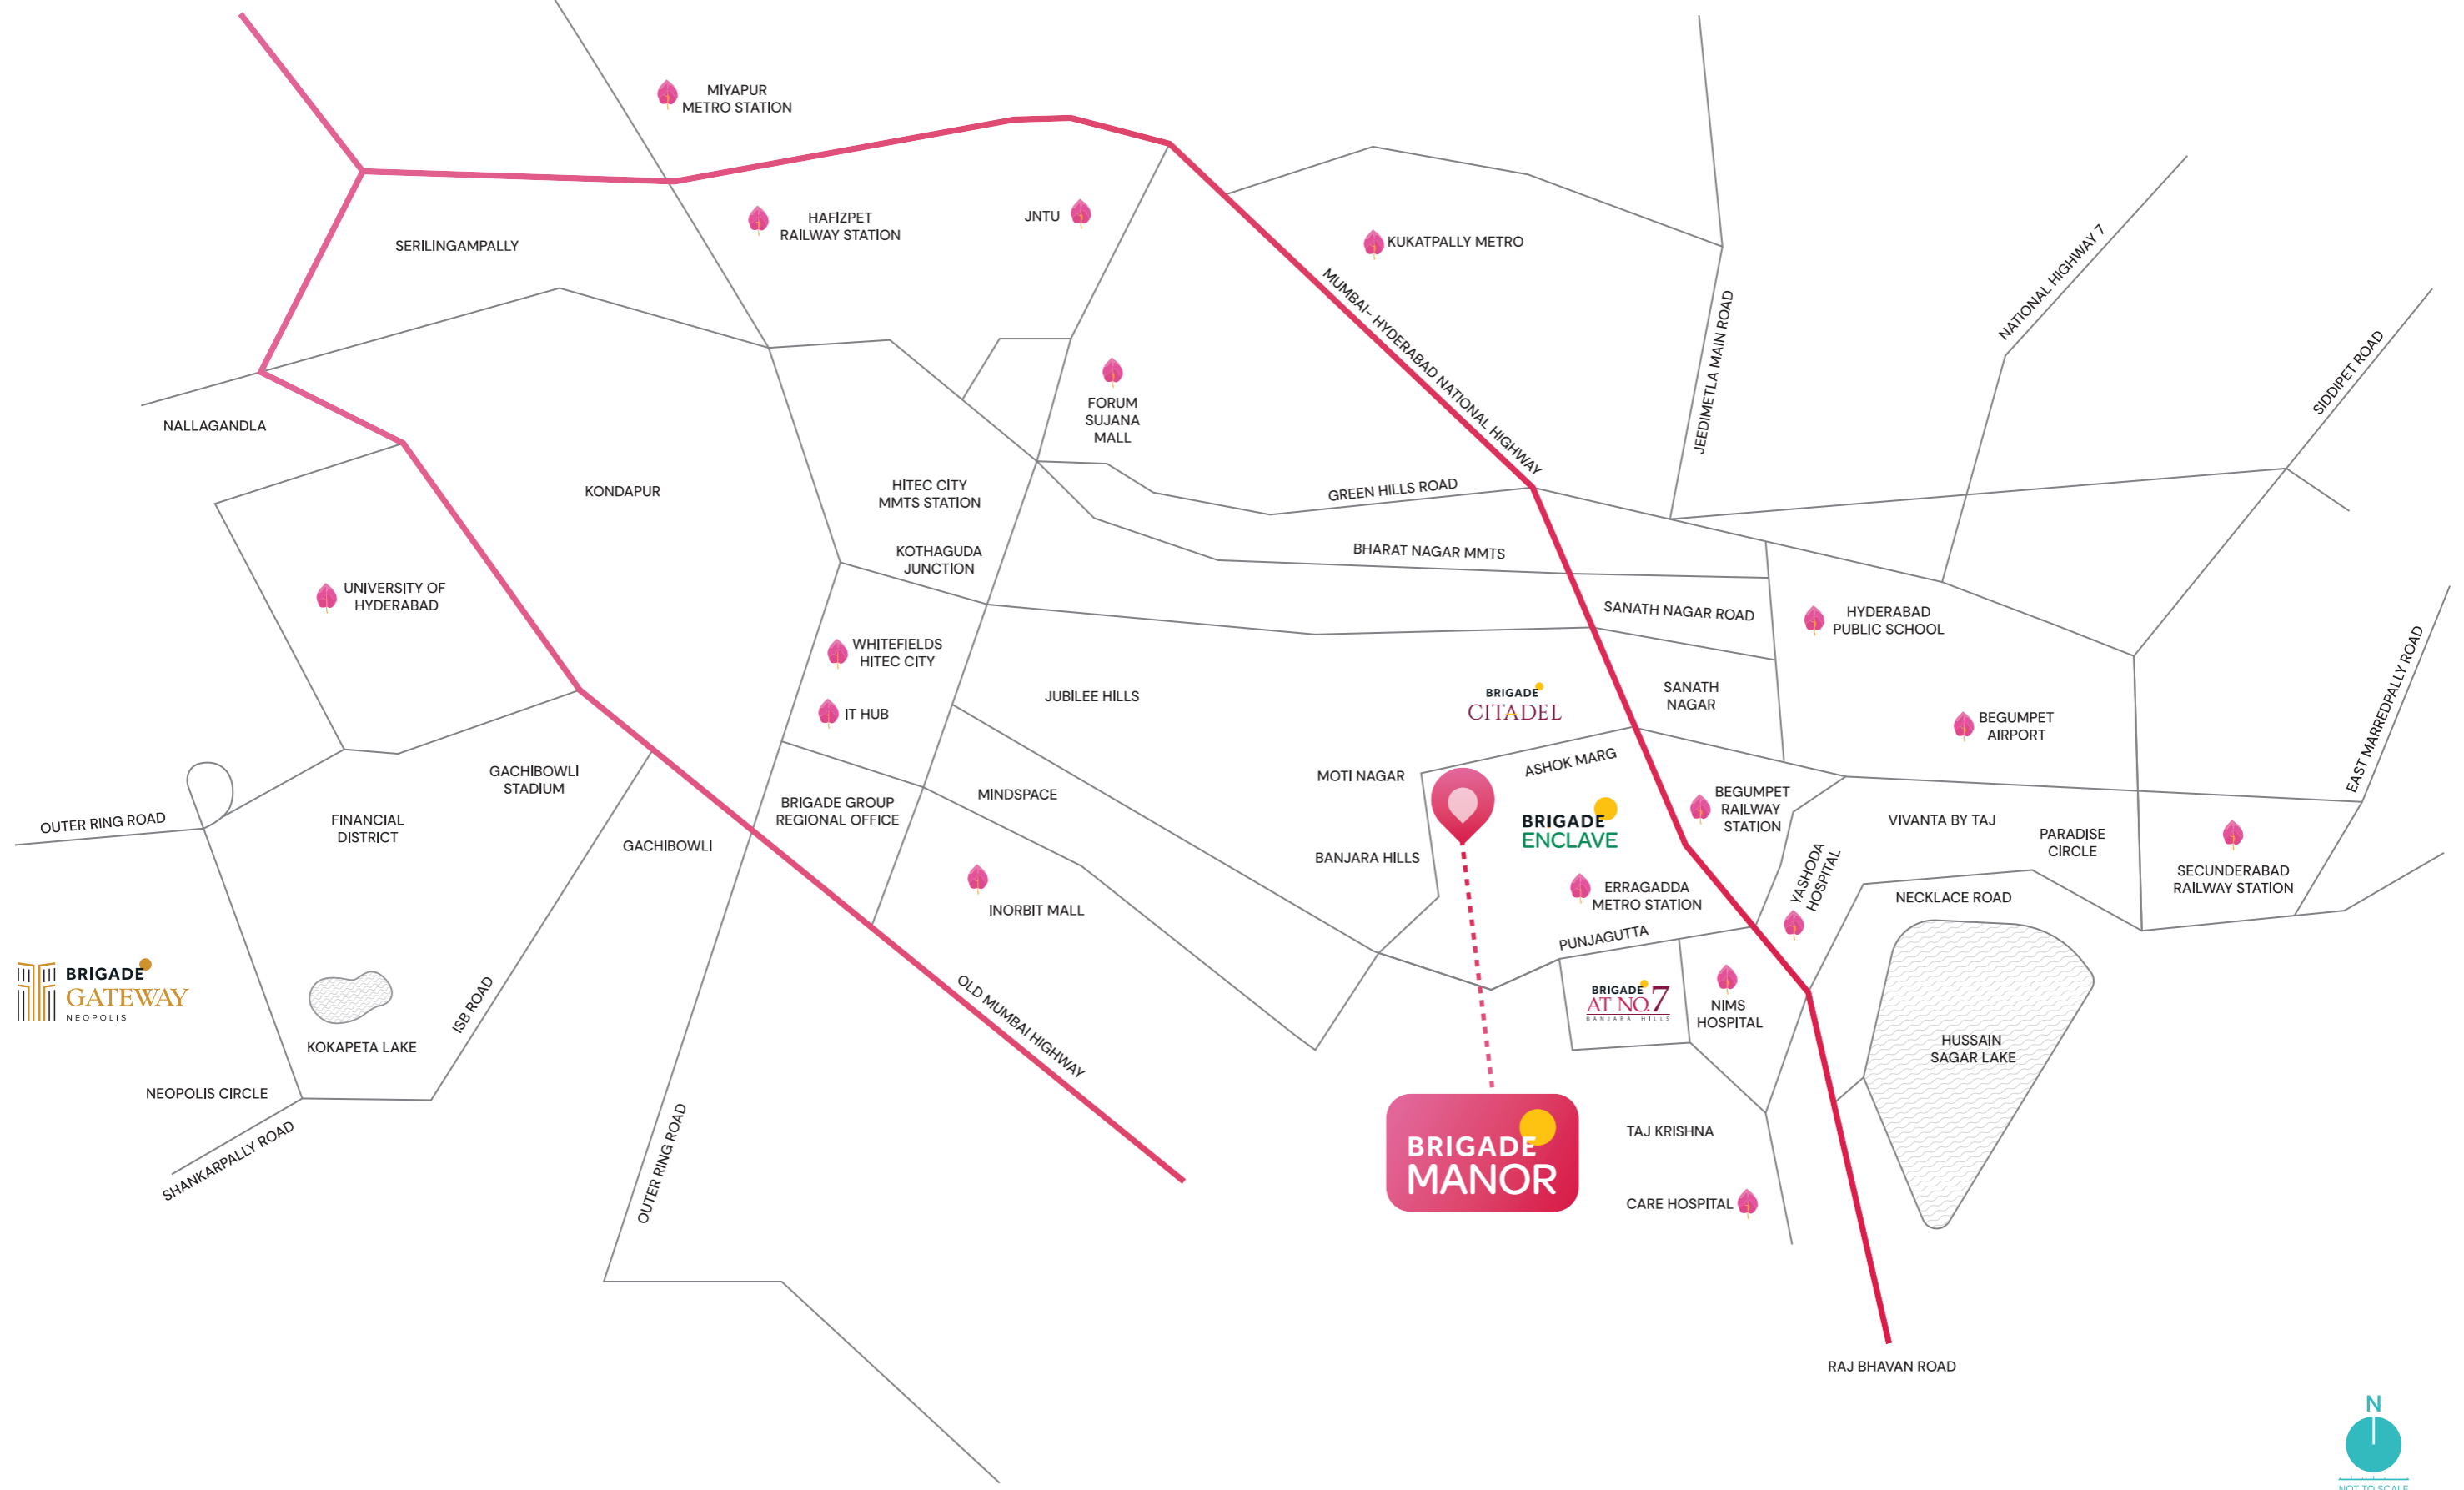 MIYAPUR
METRO STATION
HAFIZPET
RAILWAY STATION
JNTU
KUKATPALLY METRO
SERILINGAMPALLY
MUMBAI- HYDERABAD NATIONAL HIGHWAY
JEEDIMETLA MAIN ROAD
NATIONAL HIGHWAY 7
SIDDIPET ROAD
NALLAGANDLA
FORUM
SUJANA
MALL
KONDAPUR
HITEC CITY
MMTS STATION
GREEN HILLS ROAD
KOTHAGUDA
JUNCTION
BHARAT NAGAR MMTS
UNIVERSITY OF
HYDERABAD
SANATH NAGAR ROAD
HYDERABAD
PUBLIC SCHOOL
WHITEFIELDS
HITEC CITY
IT HUB
JUBILEE HILLS
BRIGADE
CITADEL
SANATH
NAGAR
BEGUMPET
AIRPORT
EAST MARREDPALLY ROAD
GACHIBOWLI
STADIUM
MOTI NAGAR
ASHOK MARG
MINDSPACE
BRIGADE GROUP
REGIONAL OFFICE
BEGUMPET
RAILWAY
STATION
OUTER RING ROAD
FINANCIAL
DISTRICT
GACHIBOWLI
BRIGADE
ENCLAVE
VIVANTA BY TAJ
PARADISE
CIRCLE
BANJARA HILLS
YASHODA
HOSPITAL
SECUNDERABAD
RAILWAY STATION
INORBIT MALL
ERRAGADDA
METRO STATION
NECKLACE ROAD
PUNJAGUTTA
BRIGADE
GATEWAY
NEOPOLIS
ISB ROAD
OLD MUMBAI HIGHWAY
BRIGADE
AT NO.7
BANJARA HILLS
NIMS
HOSPITAL
KOKAPETA LAKE
HUSSAIN
SAGAR LAKE
NEOPOLIS CIRCLE
SHANKARPALLY ROAD
OUTER RING ROAD
BRIGADE
MANOR
TAJ KRISHNA
CARE HOSPITAL
RAJ BHAVAN ROAD
N
NOT TO SCALE